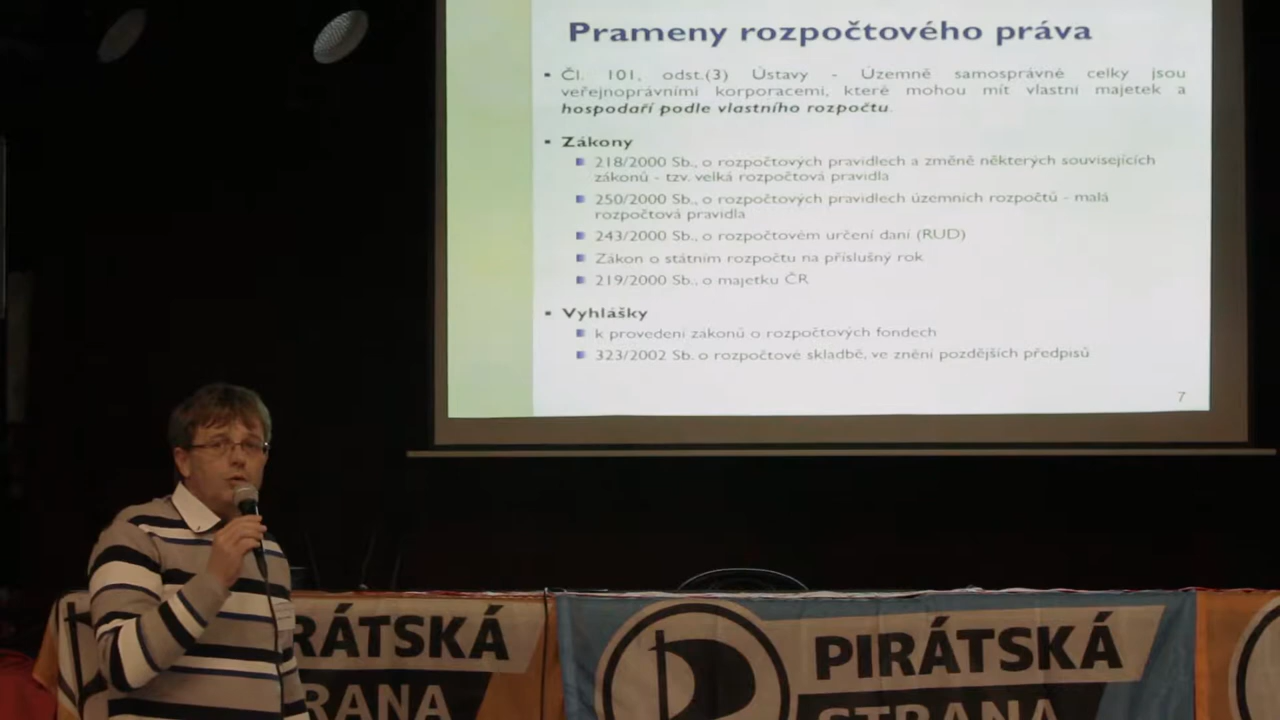 Prameny rozpočtového práva
▪ Čl. 101, odst.(3) Ústavy - Územně samosprávné celky jsou
veřejnoprávními korporacemi, které mohou mít vlastní majetek a
hospodaří podle vlastního rozpočtu.
▪ Zákony
218/2000 Sb., o rozpočtových pravidlech a změně některých souvisejících
zákonů - tzv. velká rozpočtová pravidla
250/2000 Sb., o rozpočtových pravidlech územních rozpočtů - malá
rozpočtová pravidla
243/2000 Sb., o rozpočtovém určení daní (RUD)
Zákon o státním rozpočtu na příslušný rok
219/2000 Sb., o majetku ČR
▪ Vyhlášky
k provedení zákonů o rozpočtových fondech
323/2002 Sb. o rozpočtové skladbě, ve znění pozdějších předpisů
7
RÁTSKÁ
RANA
PIRÁTSKÁ
STRANA